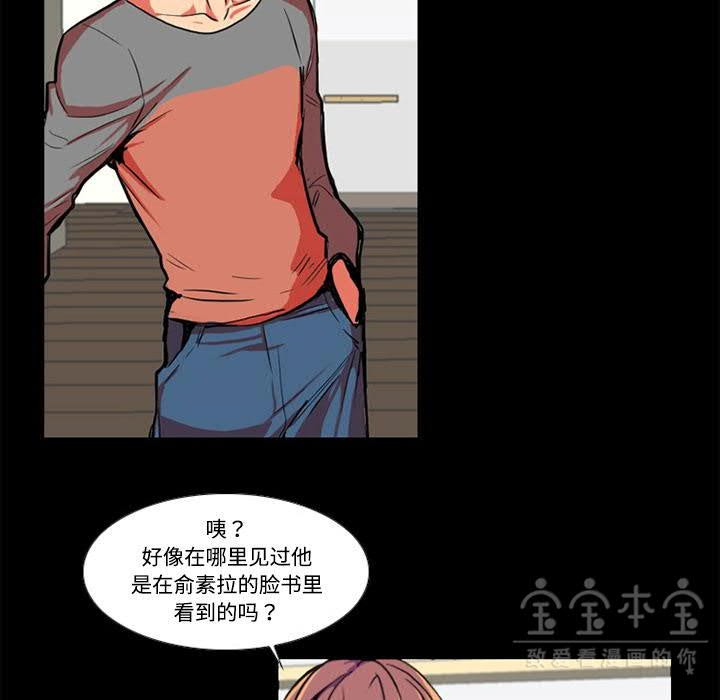 咦？
好像在哪里见过他
是在俞素拉的脸书里
看到的吗？
宝宝本宝
致爱看漫画的你